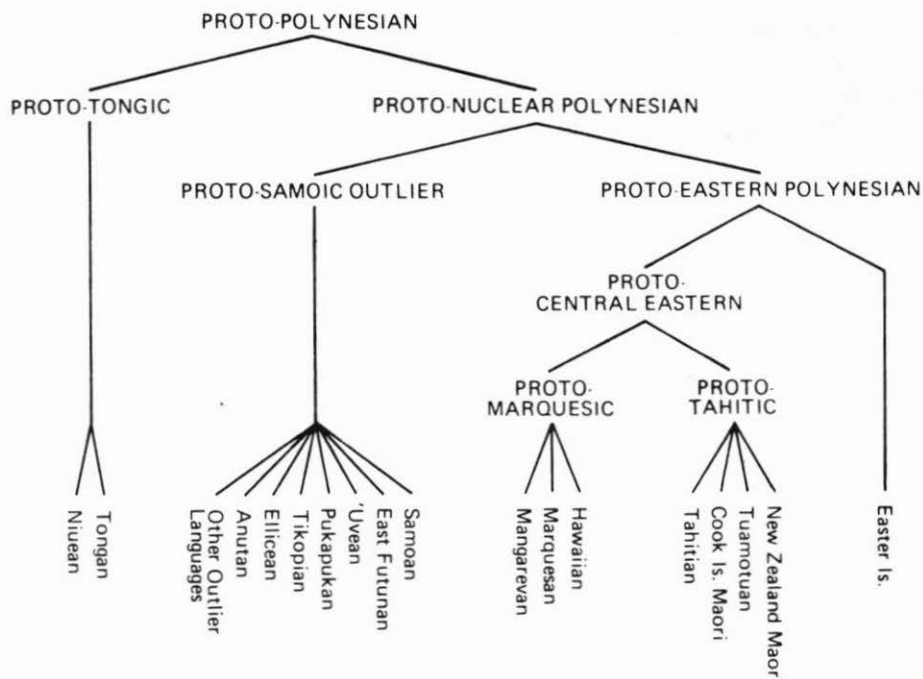 PROTO-POLYNESIAN
PROTO-TONGIC
PROTO-NUCLEAR POLYNESIAN
PROTO-SAMOIC OUTLIER
PROTO-EASTERN POLYNESIAN
PROTO-
CENTRAL EASTERN
PROTO-
MARQUESIC
PROTO-
TAHITIC
Niuean
Tongan
Other Outlier
Languages
Anutan
Ellicean
Tikopian
Pukapukan
'Uvean
East Futunan
Samoan
Mangarevan
Marquesan
Hawaiian
Tahitian
Cook Is. Maori
Tuamotuan
New Zealand Maor
Easter Is.